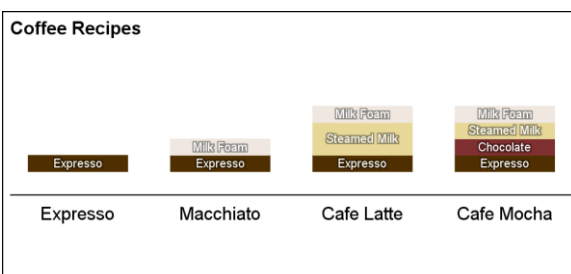 Coffee Recipes
Milk Foam
Milk Foam
Steamed Milk
Steamed Milk
Milk Foam
Chocolate
Expresso
Expresso
Expresso
Expresso
Expresso
Macchiato
Cafe Latte
Cafe Mocha